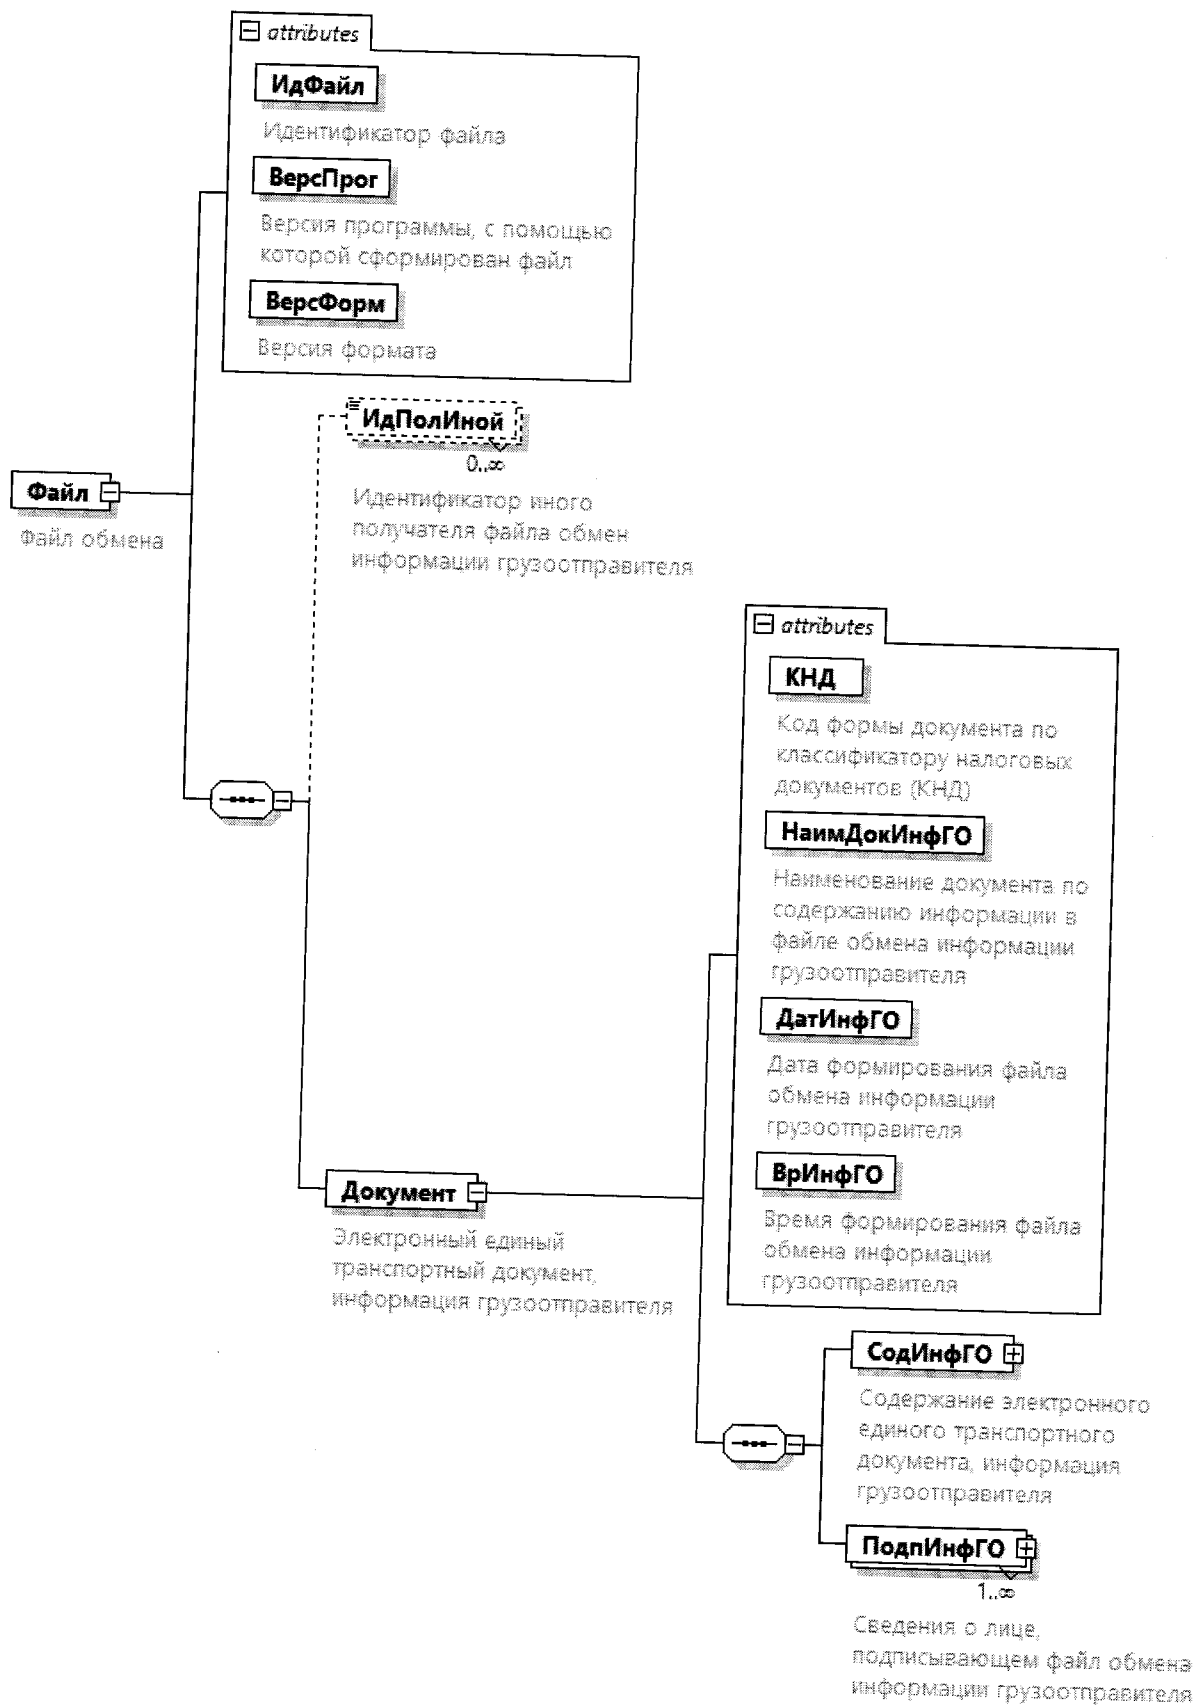 attributes
ИдФайл
Идентификатор файла
ВерсПрог
Версия программы, с помощью
которой сформирован файл
ВерсФорм
Версия формата
ИдПолИной
0..∞
Идентификатор иного
получателя файла обмен
информации грузоотправителя
Файл
Файл обмена
attributes
КНД
Код формы документа по
классификатору налоговых
документов (КНД)
НаимДокИнфГО
Наименование документа по
содержанию информации в
файле обмена информации
грузоотправителя
ДатИнфГО
Дата формирования файла
обмена информации
грузоотправителя
ВрИнфГО
Время формирования файла
обмена информации
грузоотправителя
Документ
Электронный единый
транспортный документ,
информация грузоотправителя
СодИнфГО
Содержание электронного
единого транспортного
документа, информация
грузоотправителя
ПодпИнфГО
1..∞
Сведения о лице,
подписывающем файл обмена
информации грузоотправителя